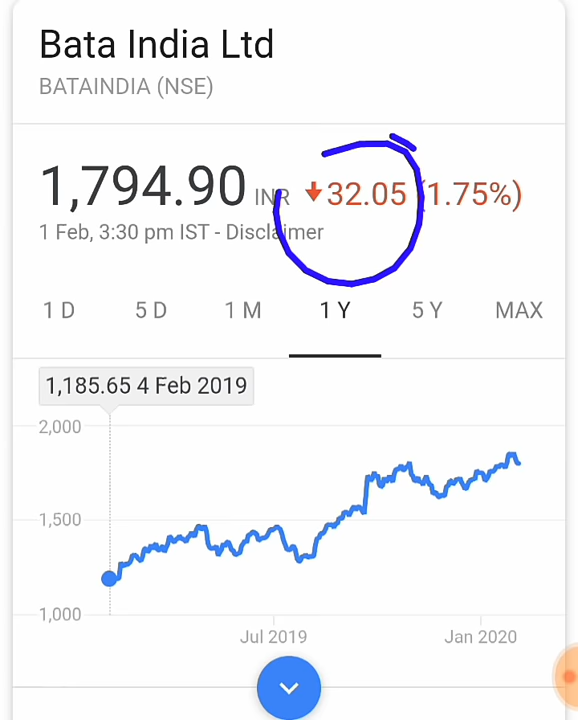 Bata India Ltd
BATAINDIA (NSE)
1,794.90 INR 32.05 (1.75%)
1 Feb, 3:30 pm IST - Disclaimer
1 D 5 D 1 M 1 Y 5 Y MAX
1,185.65 4 Feb 2019
2,000
1,500
1,000
Jul 2019 Jan 2020